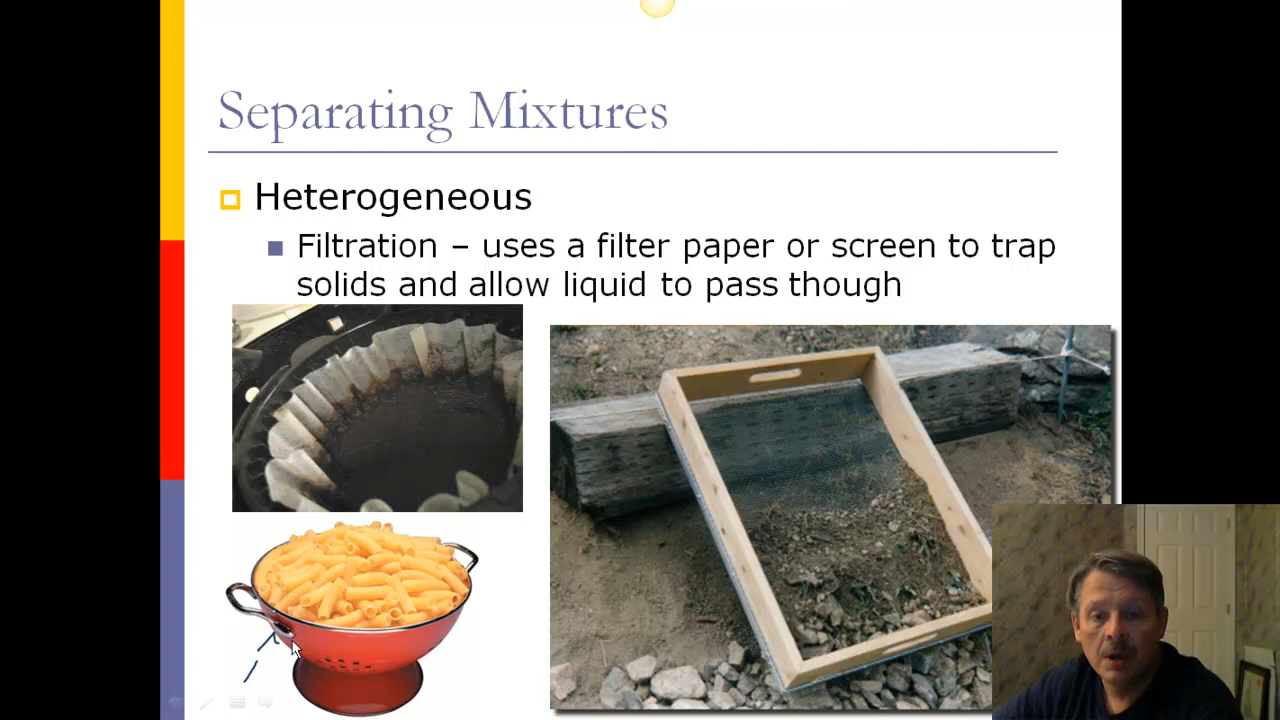 Separating Mixtures
Heterogeneous
Filtration – uses a filter paper or screen to trap
solids and allow liquid to pass though